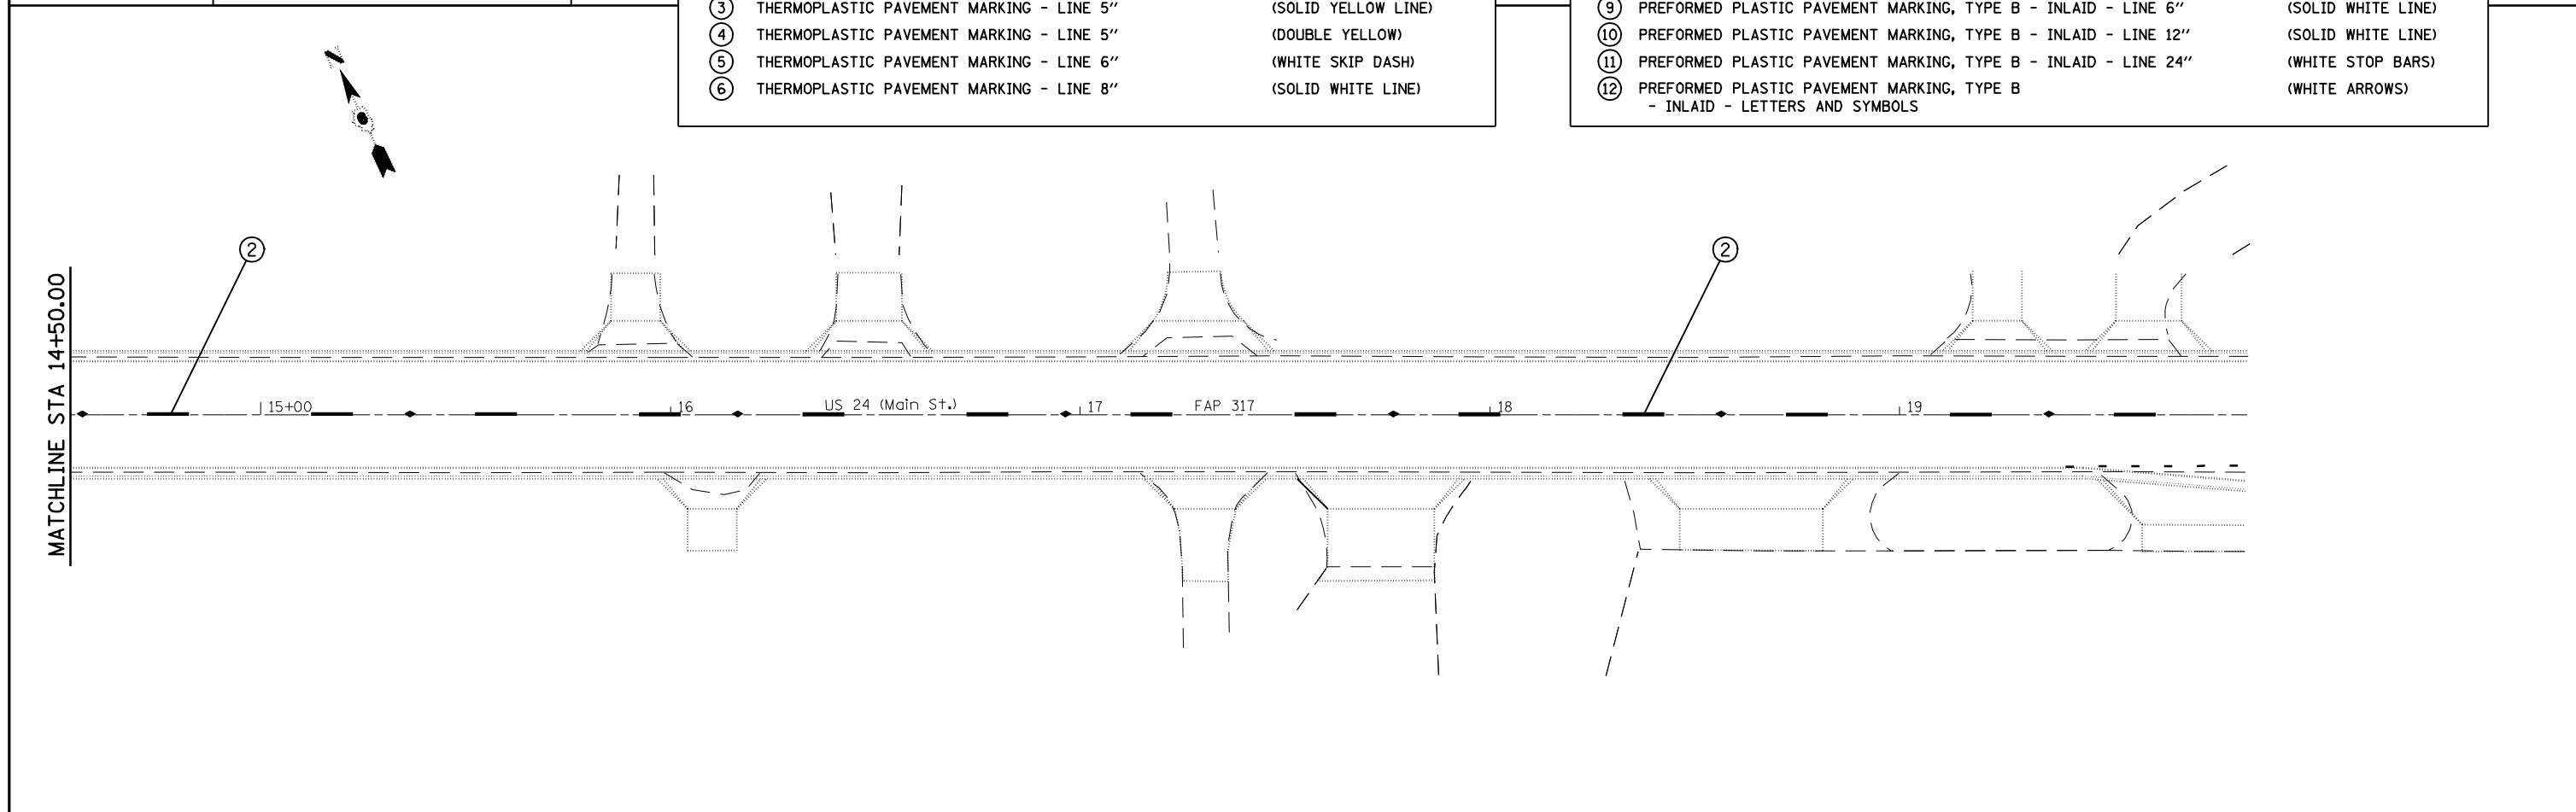 3 THERMOPLASTIC PAVEMENT MARKING - LINE 5" (SOLID YELLOW LINE)
4 THERMOPLASTIC PAVEMENT MARKING - LINE 5" (DOUBLE YELLOW)
5 THERMOPLASTIC PAVEMENT MARKING - LINE 6" (WHITE SKIP DASH)
6 THERMOPLASTIC PAVEMENT MARKING - LINE 8" (SOLID WHITE LINE)
9 PREFORMED PLASTIC PAVEMENT MARKING, TYPE B - INLAID - LINE 6" (SOLID WHITE LINE)
10 PREFORMED PLASTIC PAVEMENT MARKING, TYPE B - INLAID - LINE 12" (SOLID WHITE LINE)
11 PREFORMED PLASTIC PAVEMENT MARKING, TYPE B - INLAID - LINE 24" (WHITE STOP BARS)
12 PREFORMED PLASTIC PAVEMENT MARKING, TYPE B (WHITE ARROWS)
- INLAID - LETTERS AND SYMBOLS
Z
2
2
MATCHLINE STA 14+50.00
15+00
16
US 24 (Main St.)
17
FAP 317
18
19